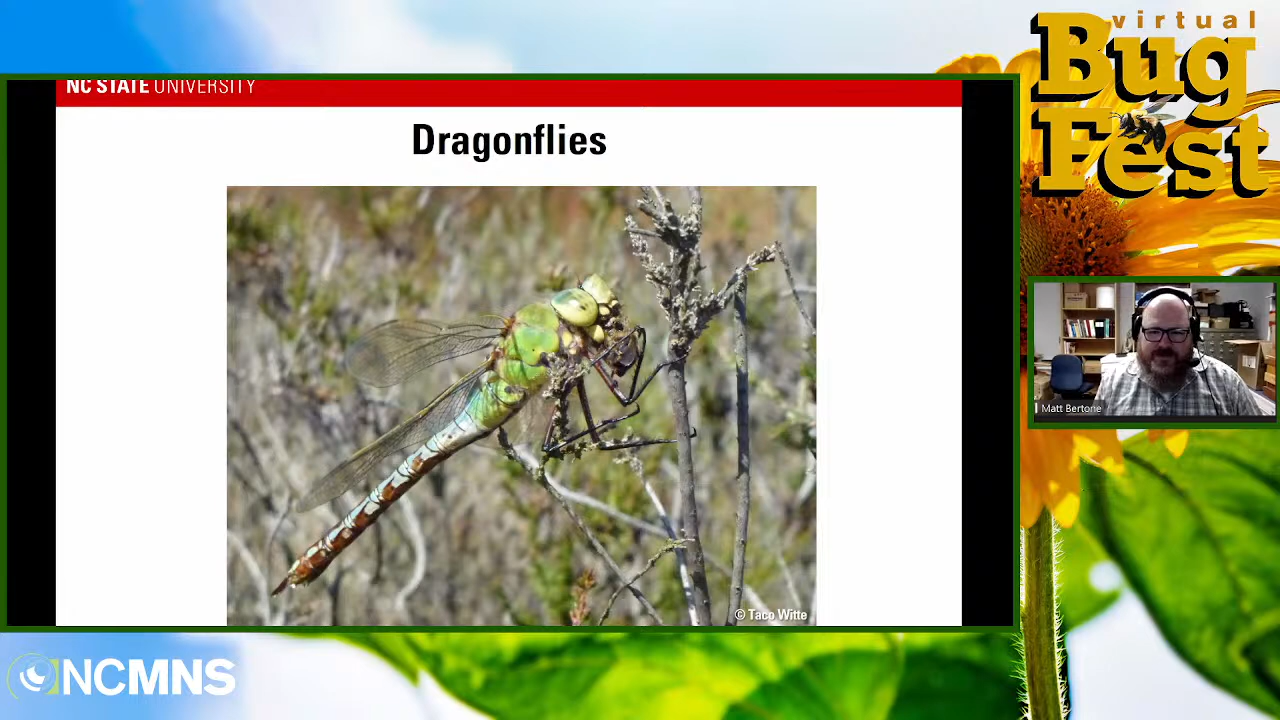 virtual
Bug
Fest
NC STATE UNIVERSITY
Dragonflies
© Taco Witte
Matt Bertone
NCMNS